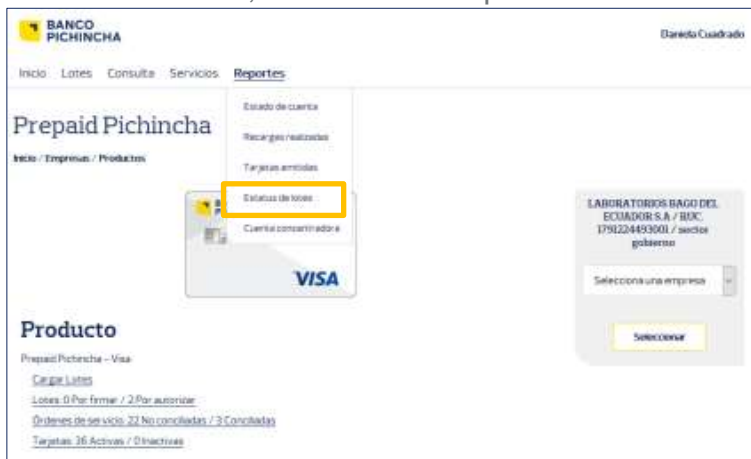 BANCO
PICHINCHA
Daniela Cuadrado
Inicio Lotes Consulta Servicios Reportes
Estado de cuenta
Prepaid Pichincha
Recargas realizadas
Inicio / Empresas / Productos
Tarjetas emitidas
Estatus de lotes
Cuenta concentradora
VISA
LABORATORIOS BAGO DEL
ECUADOR S.A / RUC.
1791224493001 / sector
gobierno
Selecciona una empresa
Seleccionar
Producto
Prepaid Pichincha - Visa
Cargar Lotes
Lotes: 0 Por firmar / 2 Por autorizar
Órdenes de servicio: 22 No conciliadas / 3 Conciliadas
Tarjetas: 36 Activas / 0 Inactivas